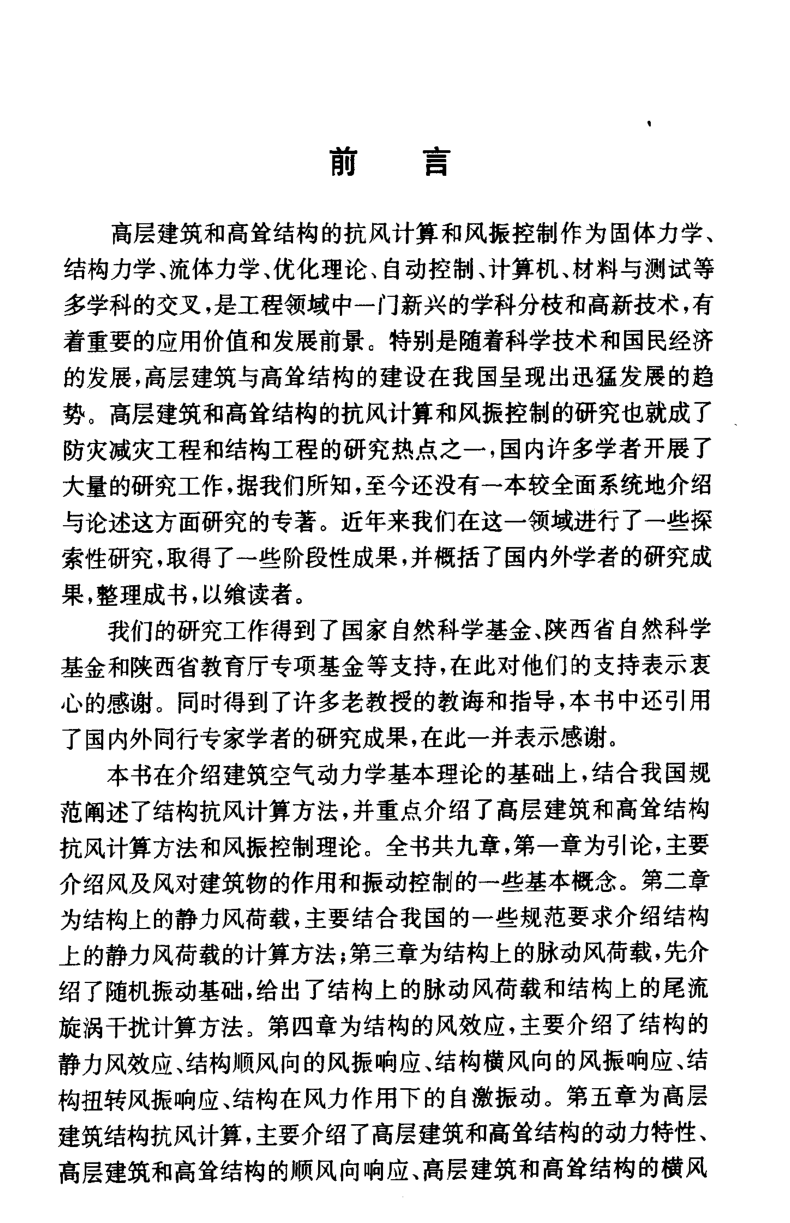 前 言
高层建筑和高耸结构的抗风计算和风振控制作为固体力学、
结构力学、流体力学、优化理论、自动控制、计算机、材料与测试等
多学科的交叉,是工程领域中一门新兴的学科分枝和高新技术,有
着重要的应用价值和发展前景。特别是随着科学技术和国民经济
的发展,高层建筑与高耸结构的建设在我国呈现出迅猛发展的趋
势。高层建筑和高耸结构的抗风计算和风振控制的研究也就成了
防灾减灾工程和结构工程的研究热点之一,国内许多学者开展了
大量的研究工作,据我们所知,至今还没有一本较全面系统地介绍
与论述这方面研究的专著。近年来我们在这一领域进行了一些探
索性研究,取得了一些阶段性成果,并概括了国内外学者的研究成
果,整理成书,以飨读者。
我们的研究工作得到了国家自然科学基金、陕西省自然科学
基金和陕西省教育厅专项基金等支持,在此对他们的支持表示衷
心的感谢。同时得到了许多老教授的教诲和指导,本书中还引用
了国内外同行专家学者的研究成果,在此一并表示感谢。
本书在介绍建筑空气动力学基本理论的基础上,结合我国规
范阐述了结构抗风计算方法,并重点介绍了高层建筑和高耸结构
抗风计算方法和风振控制理论。全书共九章,第一章为引论,主要
介绍风及风对建筑物的作用和振动控制的一些基本概念。第二章
为结构上的静力风荷载,主要结合我国的一些规范要求介绍结构
上的静力风荷载的计算方法;第三章为结构上的脉动风荷载,先介
绍了随机振动基础,给出了结构上的脉动风荷载和结构上的尾流
旋涡干扰计算方法。第四章为结构的风效应,主要介绍了结构的
静力风效应、结构顺风向的风振响应、结构横风向的风振响应、结
构扭转风振响应、结构在风力作用下的自激振动。第五章为高层
建筑结构抗风计算,主要介绍了高层建筑和高耸结构的动力特性、
高层建筑和高耸结构的顺风向响应、高层建筑和高耸结构的横风